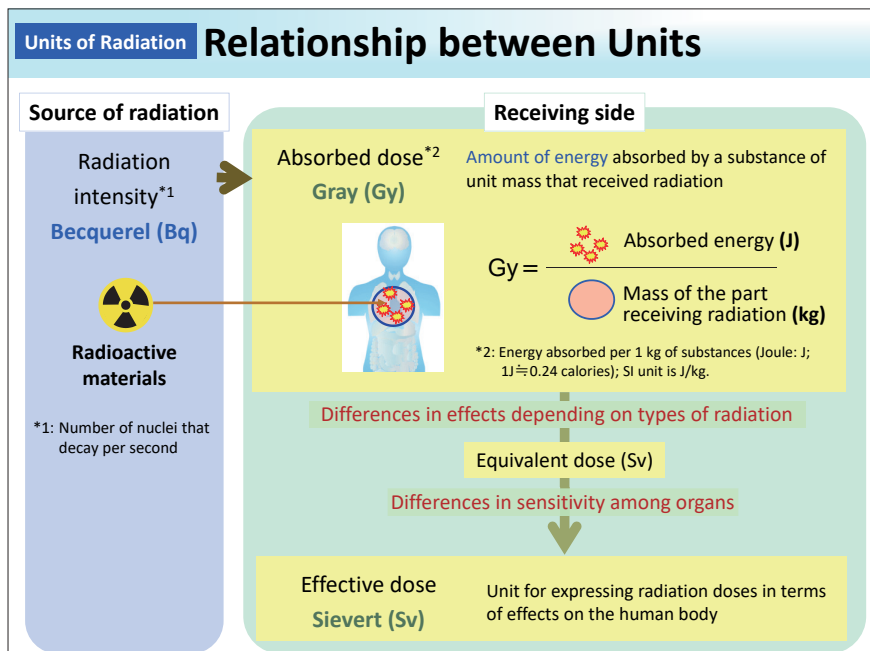 Units of Radiation
Relationship between Units
Source of radiation
Radiation
intensity*1
Becquerel (Bq)
Radioactive
materials
*1: Number of nuclei that
decay per second
Receiving side
Absorbed dose*2
Gray (Gy)
Amount of energy absorbed by a substance of
unit mass that received radiation
Gy=
Absorbed energy (J)
Mass of the part
receiving radiation (kg)
*2: Energy absorbed per 1 kg of substances (Joule: J;
1J≒0.24 calories); SI unit is J/kg.
Differences in effects depending on types of radiation
Equivalent dose (Sv)
Differences in sensitivity among organs
Effective dose
Sievert (Sv)
Unit for expressing radiation doses in terms
of effects on the human body